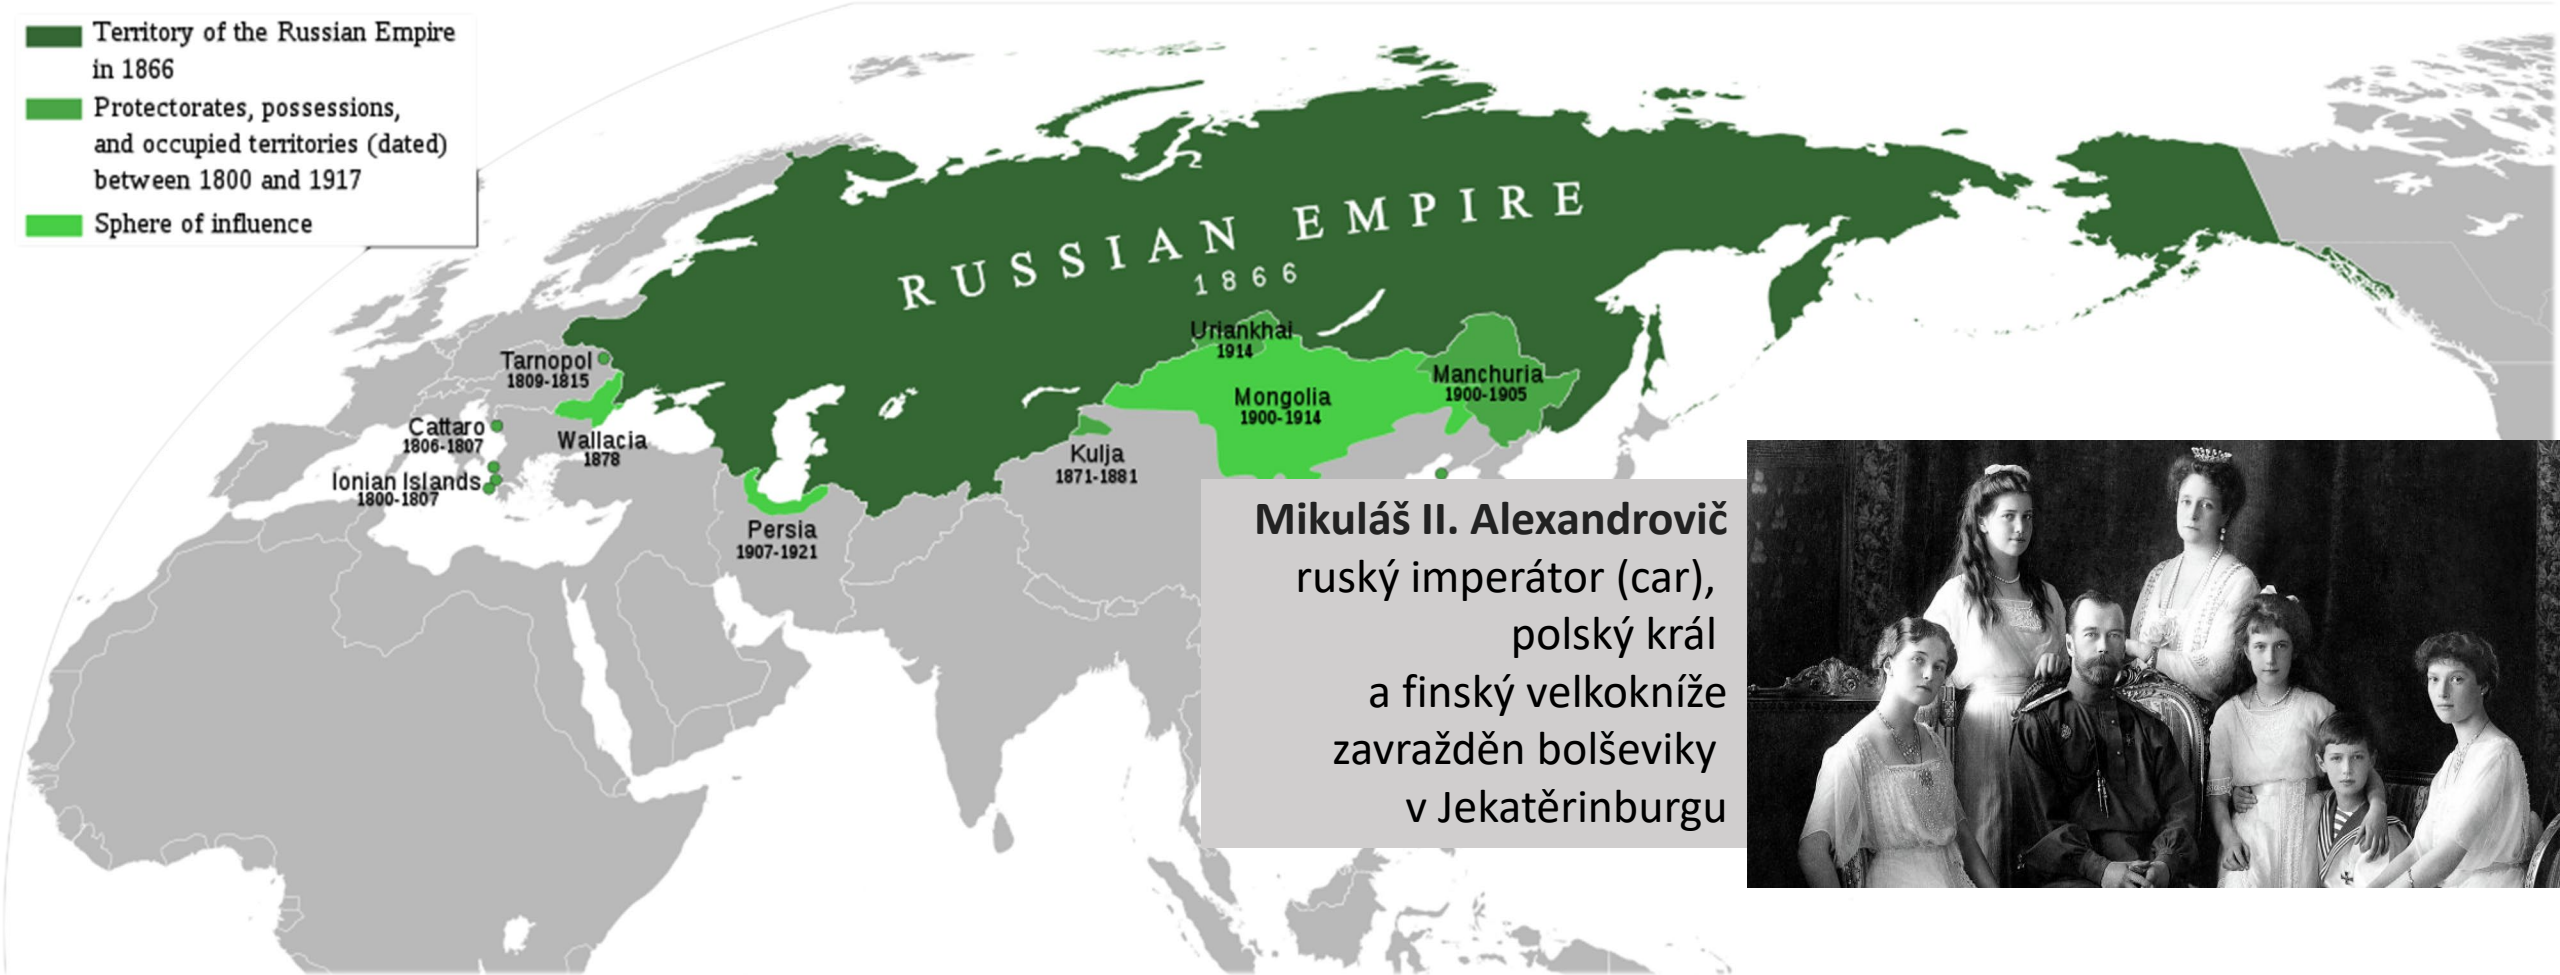 Territory of the Russian Empire
in 1866
Protectorates, possessions,
and occupied territories (dated)
between 1800 and 1917
Sphere of influence
RUSSIAN EMPIRE
1866
Uriankhai
1914
Tarnopol
1809-1815
Manchuria
1900-1905
Mongolia
1900-1914
Cattaro
1806-1807
Wallacia
1878
Kulja
1871-1881
Ionian Islands
1800-1807
Persia
1907-1921
Mikuláš II. Alexandrovič
ruský imperátor (car),
polský král
a finský velkokníže
zavražděn bolševiky
v Jekatěrinburgu